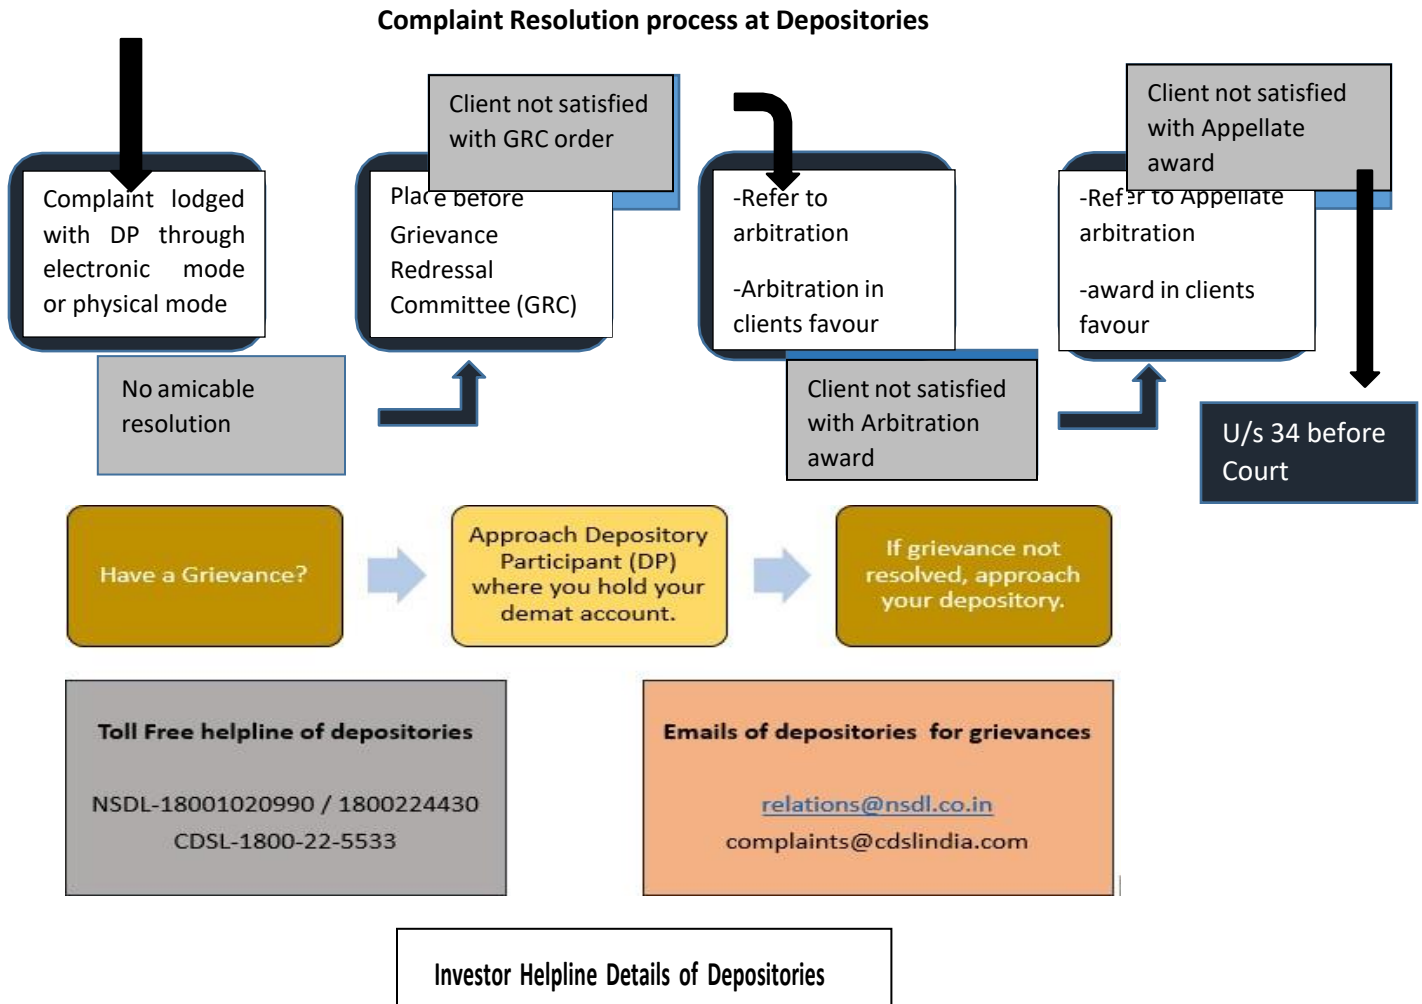 Complaint Resolution process at Depositories
Client not satisfied
with GRC order
Client not satisfied
with Appellate
award
Complaint lodged
with DP through
electronic mode
or physical mode
Place before
Grievance
Redressal
Committee (GRC)
-Refer to
arbitration
-Arbitration in
clients favour
-Refer to Appellate
arbitration
-award in clients
favour
No amicable
resolution
Client not satisfied
with Arbitration
award
U/s 34 before
Court
Have a Grievance?
Approach Depository
Participant (DP)
where you hold your
demat account.
If grievance not
resolved, approach
your depository.
Toll Free helpline of depositories
NSDL-18001020990 / 1800224430
CDSL-1800-22-5533
Emails of depositories for grievances
relations@nsdl.co.in
complaints@cdslindia.com
Investor Helpline Details of Depositories